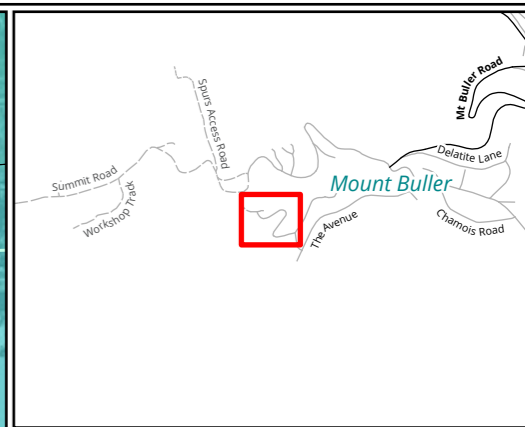 Mt Buller Road
Spurs Access Road
Delatite Lane
Summit Road
Mount Buller
Workshop Track
The Avenue
Chamois Road